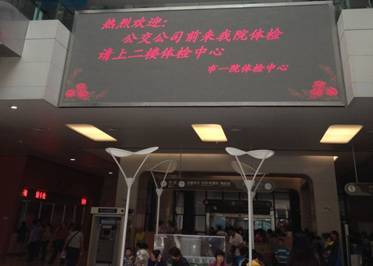 热烈欢迎:
公交公司前来我院体检
请上二楼体检中心
市一院体检中心